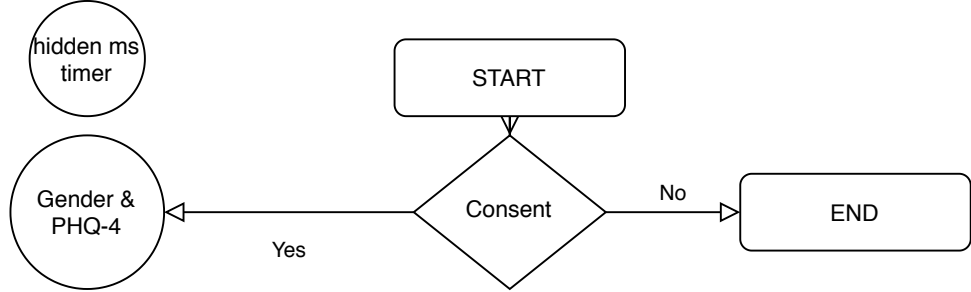 hidden ms
timer
START
Gender &
PHQ-4
Consent
No
END
Yes